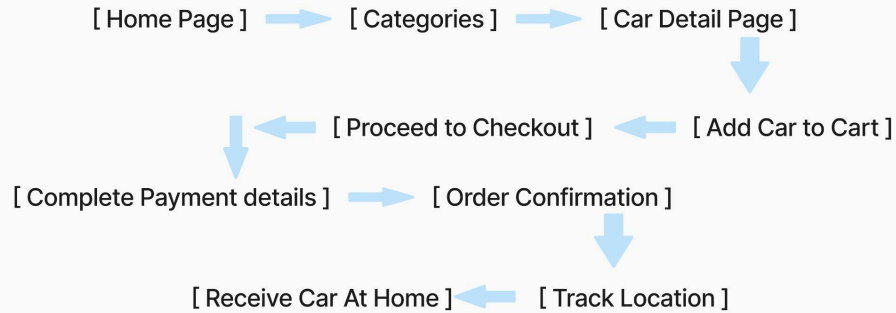 [ Home Page ] [ Categories ] [ Car Detail Page ]
[ Proceed to Checkout ] [ Add Car to Cart ]
[ Complete Payment details ] [ Order Confirmation ]
[ Receive Car At Home ] [ Track Location ]